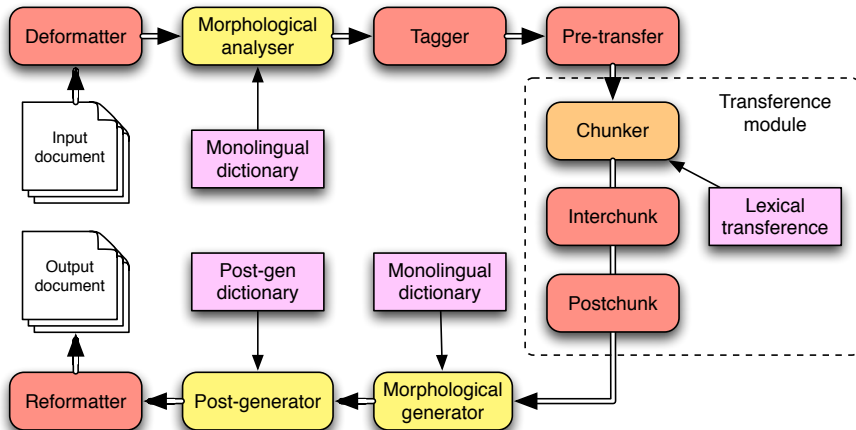 Deformatter
Morphological
analyser
Tagger
Pre-transfer
Input
document
Monolingual
dictionary
Transference
module
Chunker
Interchunk
Lexical
transference
Postchunk
Output
document
Post-gen
dictionary
Monolingual
dictionary
Reformatter
Post-generator
Morphological
generator